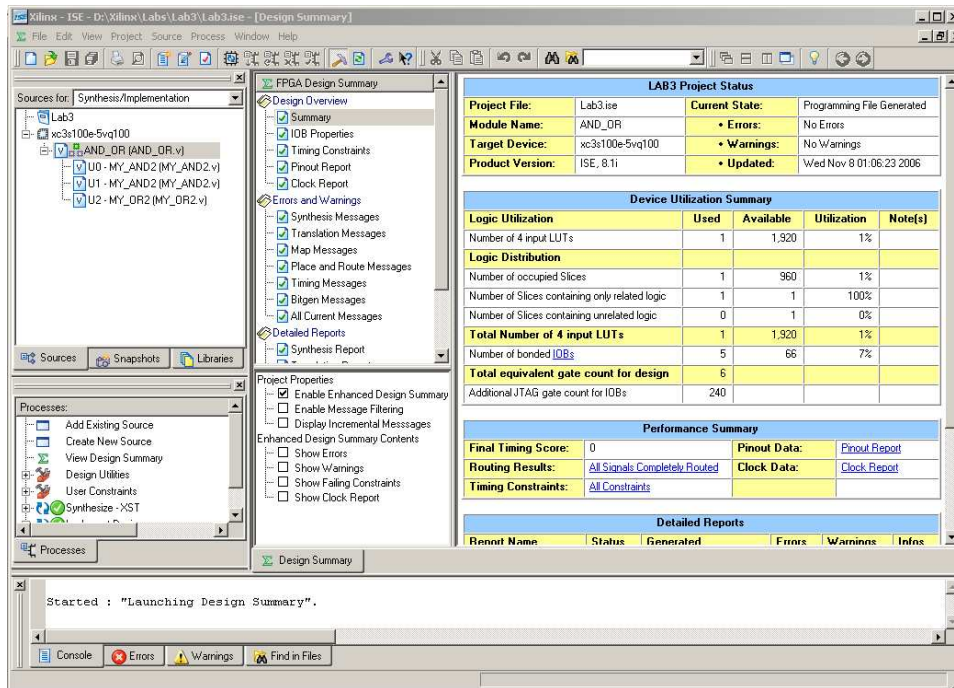 Xilinx - ISE - D:\Xilinx\Labs\Lab3\Lab3.ise - [Design Summary]
File Edit View Project Source Process Window Help
Sources for: Synthesis/Implementation
Lab3
xc3s100e-5vq100
AND_OR (AND_OR.v)
U0 - MY_AND2 (MY_AND2.v)
U1 - MY_AND2 (MY_AND2.v)
U2 - MY_OR2 (MY_OR2.v)
Sources Snapshots Libraries
Processes:
Add Existing Source
Create New Source
View Design Summary
Design Utilities
User Constraints
Synthesize - XST
Processes
FPGA Design Summary
Design Overview
Summary
IOB Properties
Timing Constraints
Pinout Report
Clock Report
Errors and Warnings
Synthesis Messages
Translation Messages
Map Messages
Place and Route Messages
Timing Messages
Bitgen Messages
All Current Messages
Detailed Reports
Synthesis Report
Project Properties
Enable Enhanced Design Summary
Enable Message Filtering
Display Incremental Messsages
Enhanced Design Summary Contents
Show Errors
Show Warnings
Show Failing Constraints
Show Clock Report
Design Summary
LAB3 Project Status
Project File: Lab3.ise Current State: Programming File Generated
Module Name: AND_OR • Errors: No Errors
Target Device: xc3s100e-5vq100 • Warnings: No Warnings
Product Version: ISE, 8.1i • Updated: Wed Nov 8 01:06:23 2006
Device Utilization Summary
Logic Utilization Used Available Utilization Note(s)
Number of 4 input LUTs 1 1,920 1%
Logic Distribution
Number of occupied Slices 1 960 1%
Number of Slices containing only related logic 1 1 100%
Number of Slices containing unrelated logic 0 1 0%
Total Number of 4 input LUTs 1 1,920 1%
Number of bonded IOBs 5 66 7%
Total equivalent gate count for design 6
Additional JTAG gate count for IOBs 240
Performance Summary
Final Timing Score: 0 Pinout Data: Pinout Report
Routing Results: All Signals Completely Routed Clock Data: Clock Report
Timing Constraints: All Constraints
Detailed Reports
Report Name Status Generated Errors Warnings Infos
Started : "Launching Design Summary".
Console Errors Warnings Find in Files